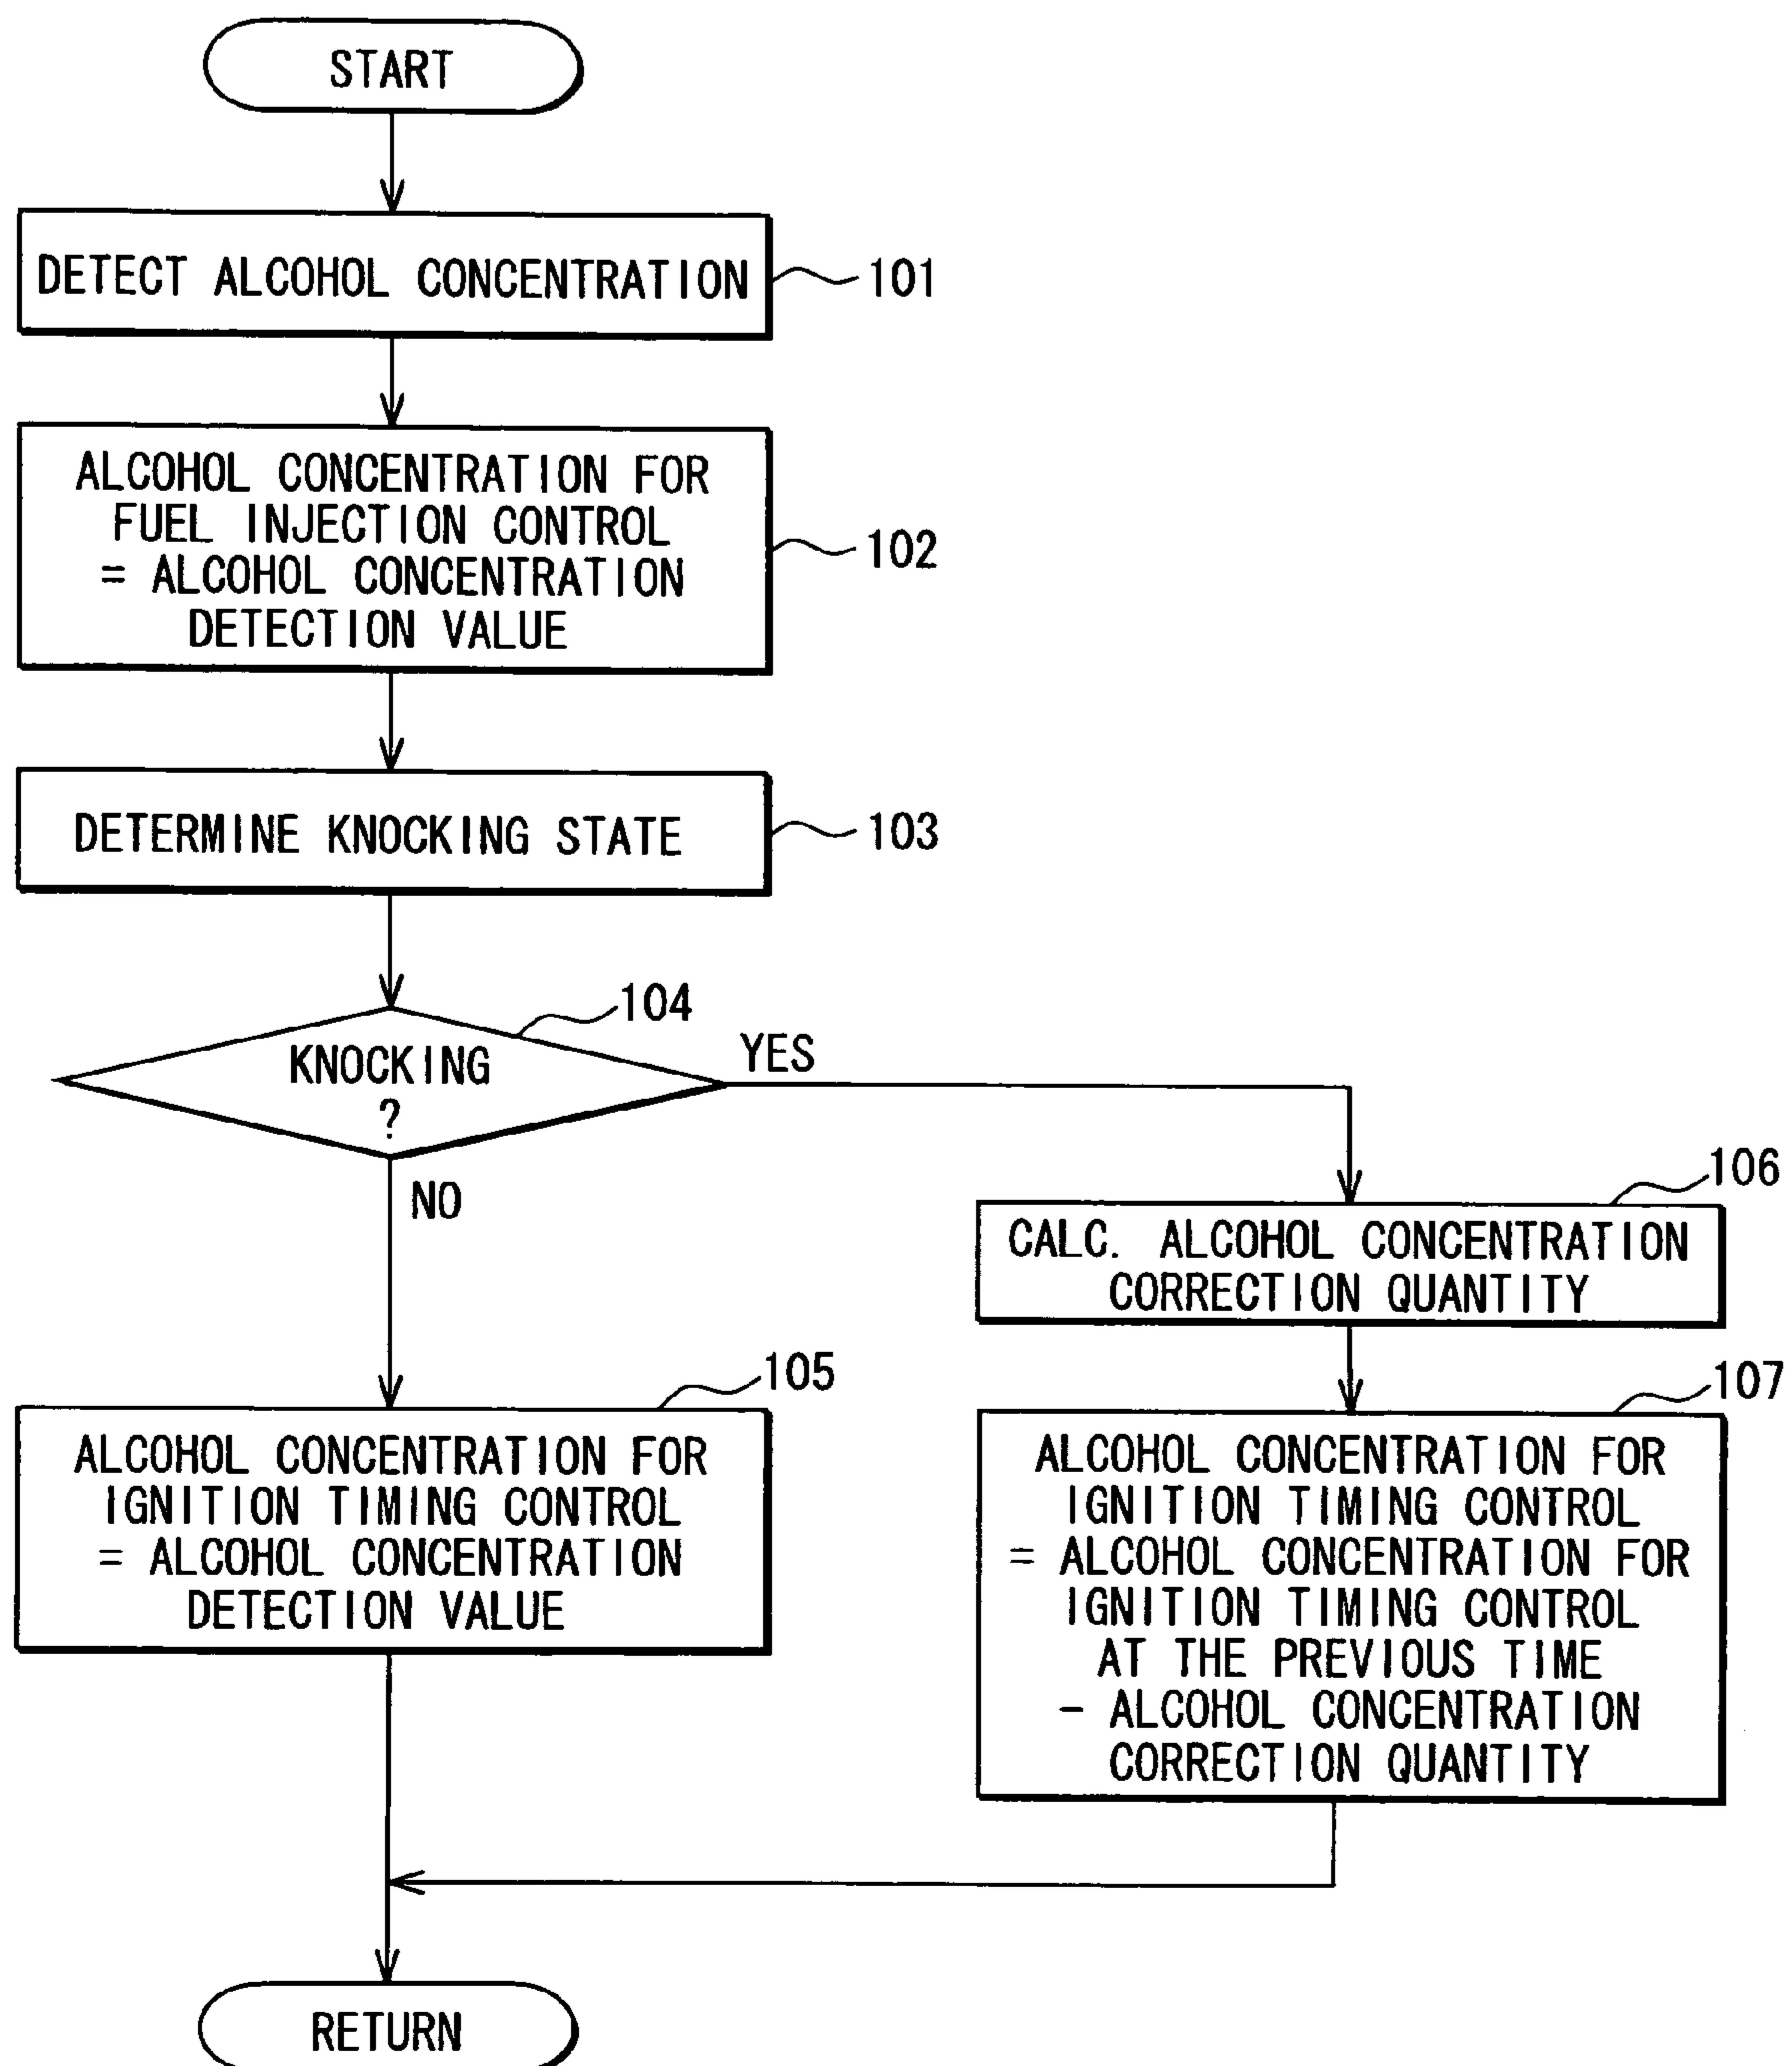 START
DETECT ALCOHOL CONCENTRATION
101
ALCOHOL CONCENTRATION FOR
FUEL INJECTION CONTROL
= ALCOHOL CONCENTRATION
DETECTION VALUE
102
DETERMINE KNOCKING STATE
103
104
KNOCKING
?
YES
NO
106
CALC. ALCOHOL CONCENTRATION
CORRECTION QUANTITY
105
ALCOHOL CONCENTRATION FOR
IGNITION TIMING CONTROL
= ALCOHOL CONCENTRATION
DETECTION VALUE
107
ALCOHOL CONCENTRATION FOR
IGNITION TIMING CONTROL
= ALCOHOL CONCENTRATION FOR
IGNITION TIMING CONTROL
AT THE PREVIOUS TIME
- ALCOHOL CONCENTRATION
CORRECTION QUANTITY
RETURN